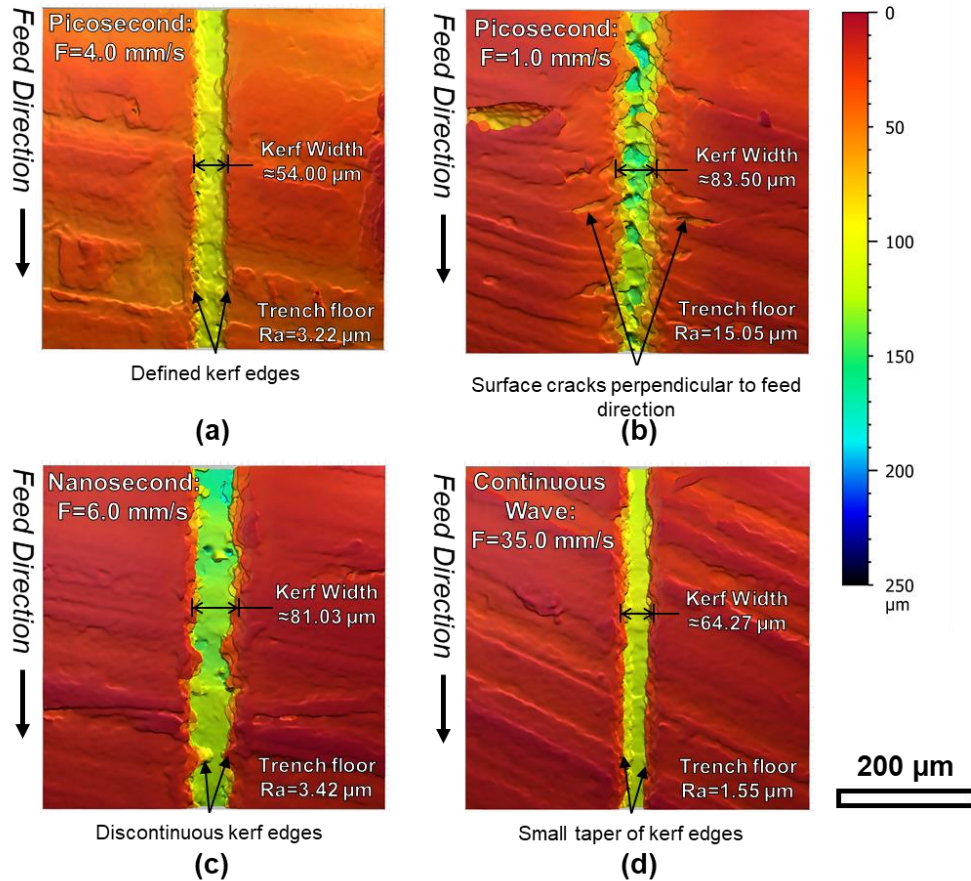 Feed Direction
Picosecond:
F=4.0 mm/s
Kerf Width
≈54.00 µm
Trench floor
Ra=3.22 µm
Defined kerf edges
(a)
Feed Direction
Picosecond:
F=1.0 mm/s
Kerf Width
≈83.50 µm
Trench floor
Ra=15.05 µm
Surface cracks perpendicular to feed
direction
(b)
0
50
100
150
200
250
µm
Feed Direction
Nanosecond:
F=6.0 mm/s
Kerf Width
≈81.03 µm
Trench floor
Ra=3.42 µm
Discontinuous kerf edges
(c)
Feed Direction
Continuous
Wave:
F=35.0 mm/s
Kerf Width
≈64.27 µm
Trench floor
Ra=1.55 µm
Small taper of kerf edges
(d)
200 µm